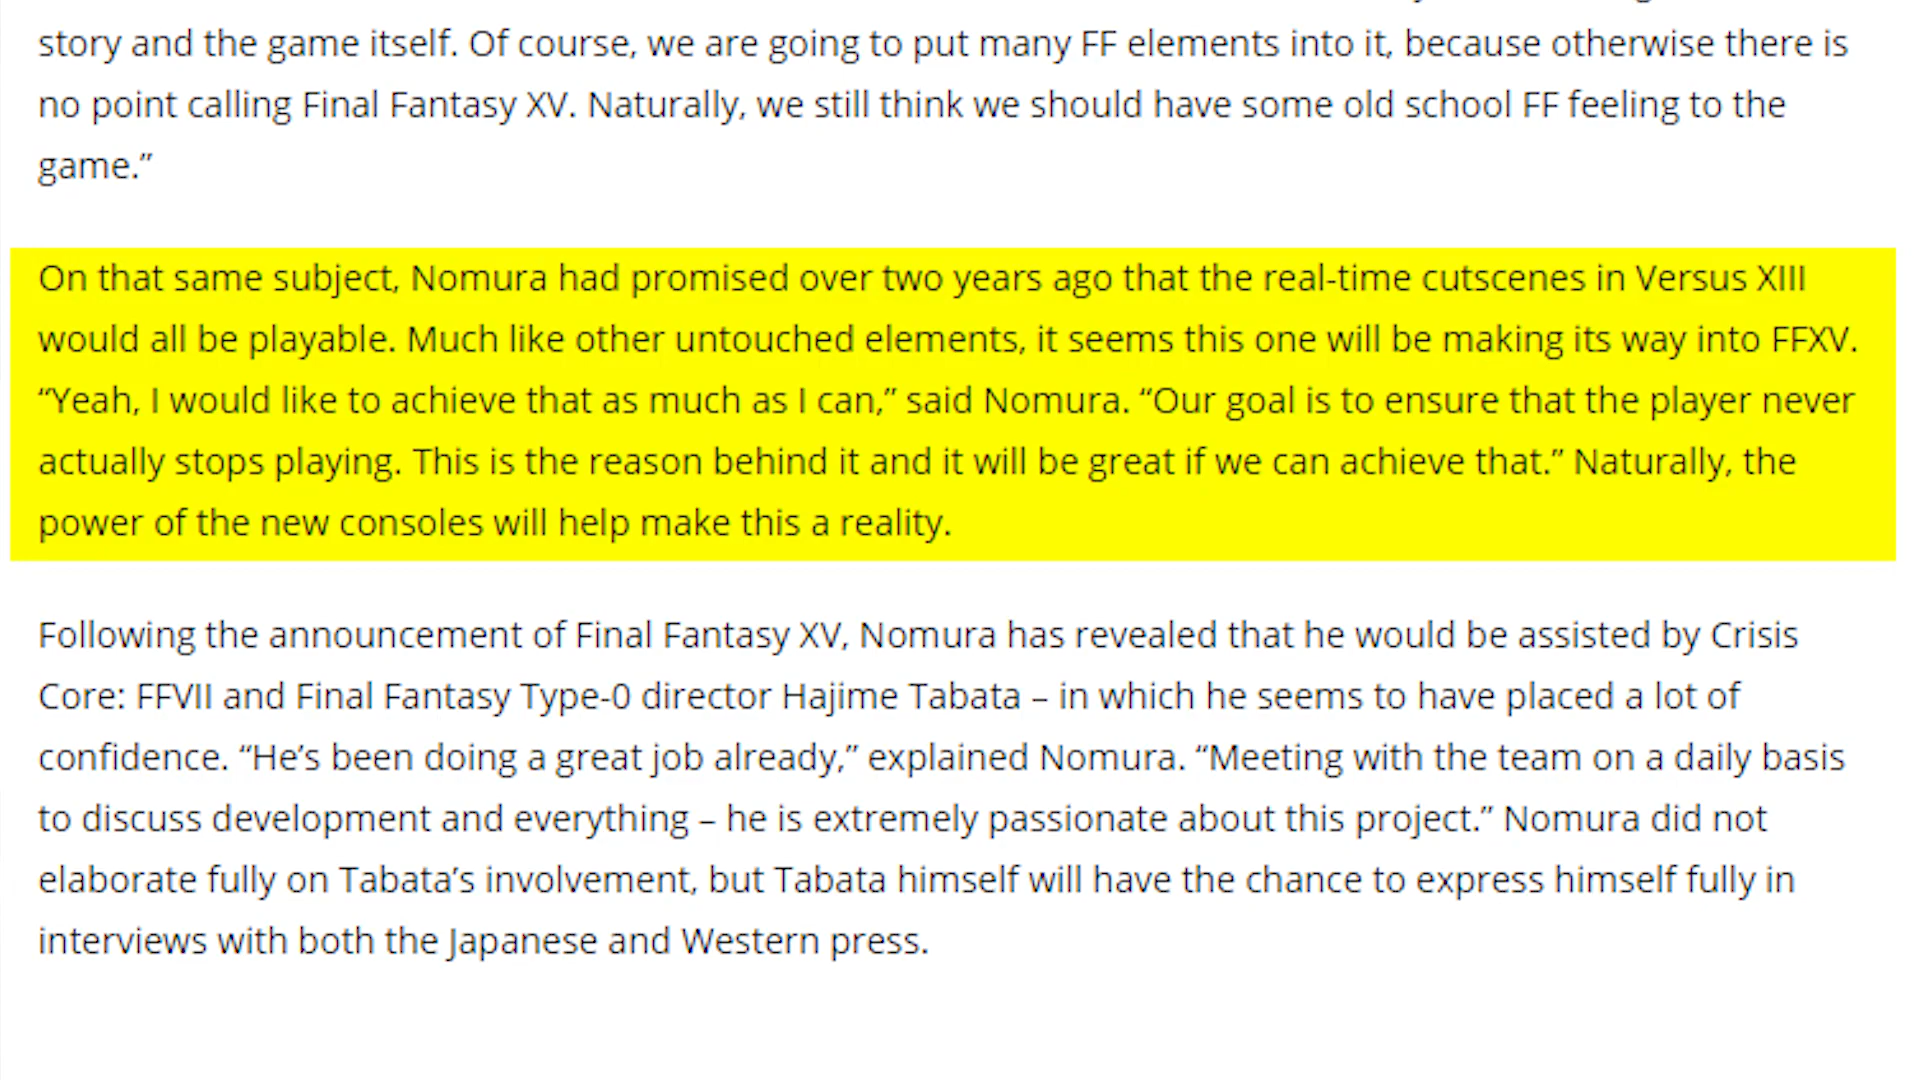 story and the game itself. Of course, we are going to put many FF elements into it, because otherwise there is
no point calling Final Fantasy XV. Naturally, we still think we should have some old school FF feeling to the
game.”
On that same subject, Nomura had promised over two years ago that the real-time cutscenes in Versus XIII
would all be playable. Much like other untouched elements, it seems this one will be making its way into FFXV.
“Yeah, I would like to achieve that as much as I can,” said Nomura. “Our goal is to ensure that the player never
actually stops playing. This is the reason behind it and it will be great if we can achieve that.” Naturally, the
power of the new consoles will help make this a reality.
Following the announcement of Final Fantasy XV, Nomura has revealed that he would be assisted by Crisis
Core: FFVII and Final Fantasy Type-0 director Hajime Tabata – in which he seems to have placed a lot of
confidence. “He’s been doing a great job already,” explained Nomura. “Meeting with the team on a daily basis
to discuss development and everything – he is extremely passionate about this project.” Nomura did not
elaborate fully on Tabata’s involvement, but Tabata himself will have the chance to express himself fully in
interviews with both the Japanese and Western press.